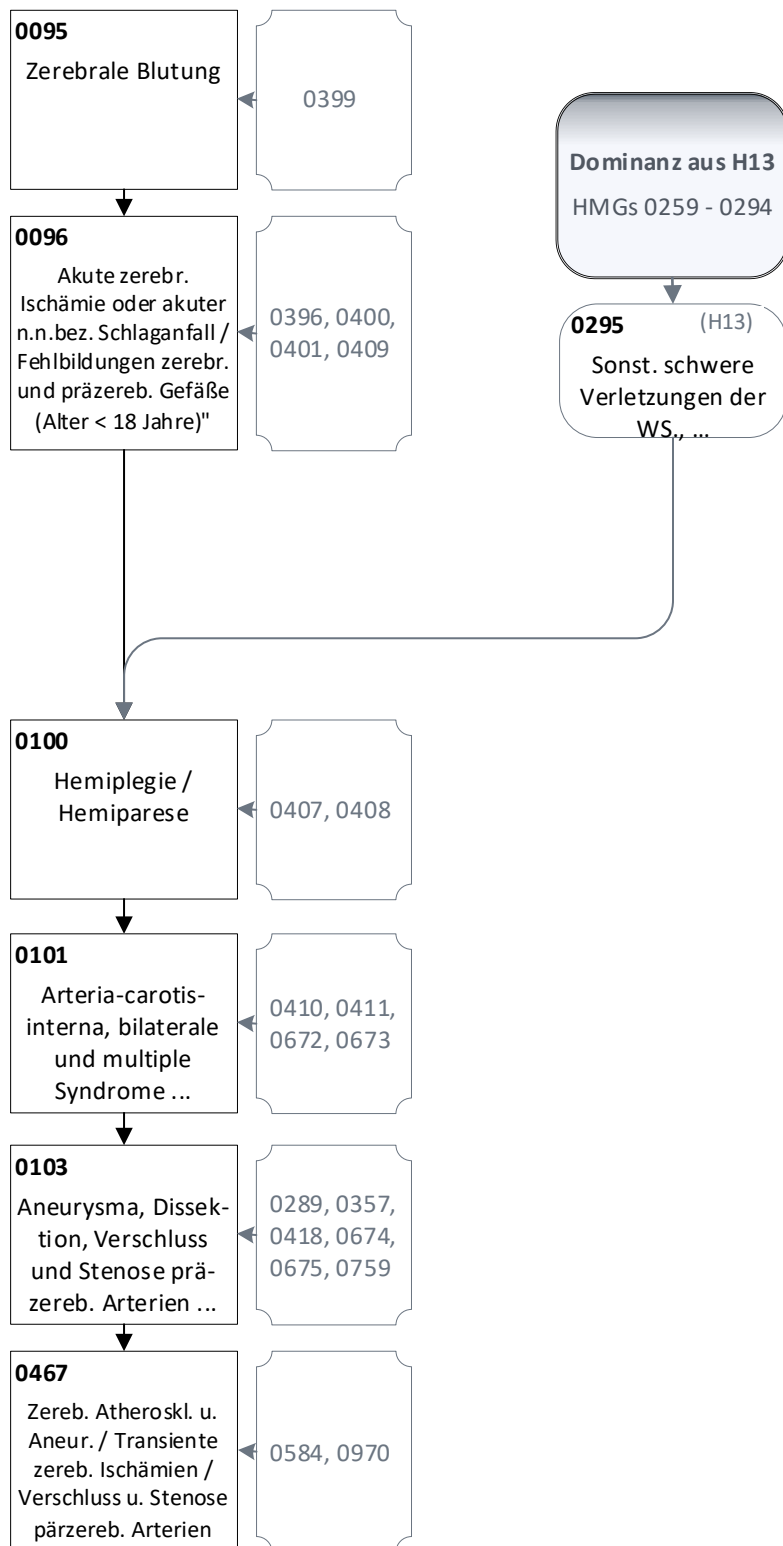 0095
Zerebrale Blutung
0399
Dominanz aus H13
HMGs 0259 - 0294
0096
Akute zerebr.
Ischämie oder akuter
n.n.bez. Schlaganfall /
Fehlbildungen zerebr.
und präzereb. Gefäße
(Alter < 18 Jahre)"
0396, 0400,
0401, 0409
0295 (H13)
Sonst. schwere
Verletzungen der
WS., ...
0100
Hemiplegie /
Hemiparese
0407, 0408
0101
Arteria-carotis-
interna, bilaterale
und multiple
Syndrome ...
0410, 0411,
0672, 0673
0103
Aneurysma, Dissek-
tion, Verschluss
und Stenose prä-
zereb. Arterien ...
0289, 0357,
0418, 0674,
0675, 0759
0467
Zereb. Atheroskl. u.
Aneur. / Transiente
zereb. Ischämien /
Verschluss u. Stenose
pärzereb. Arterien
0584, 0970